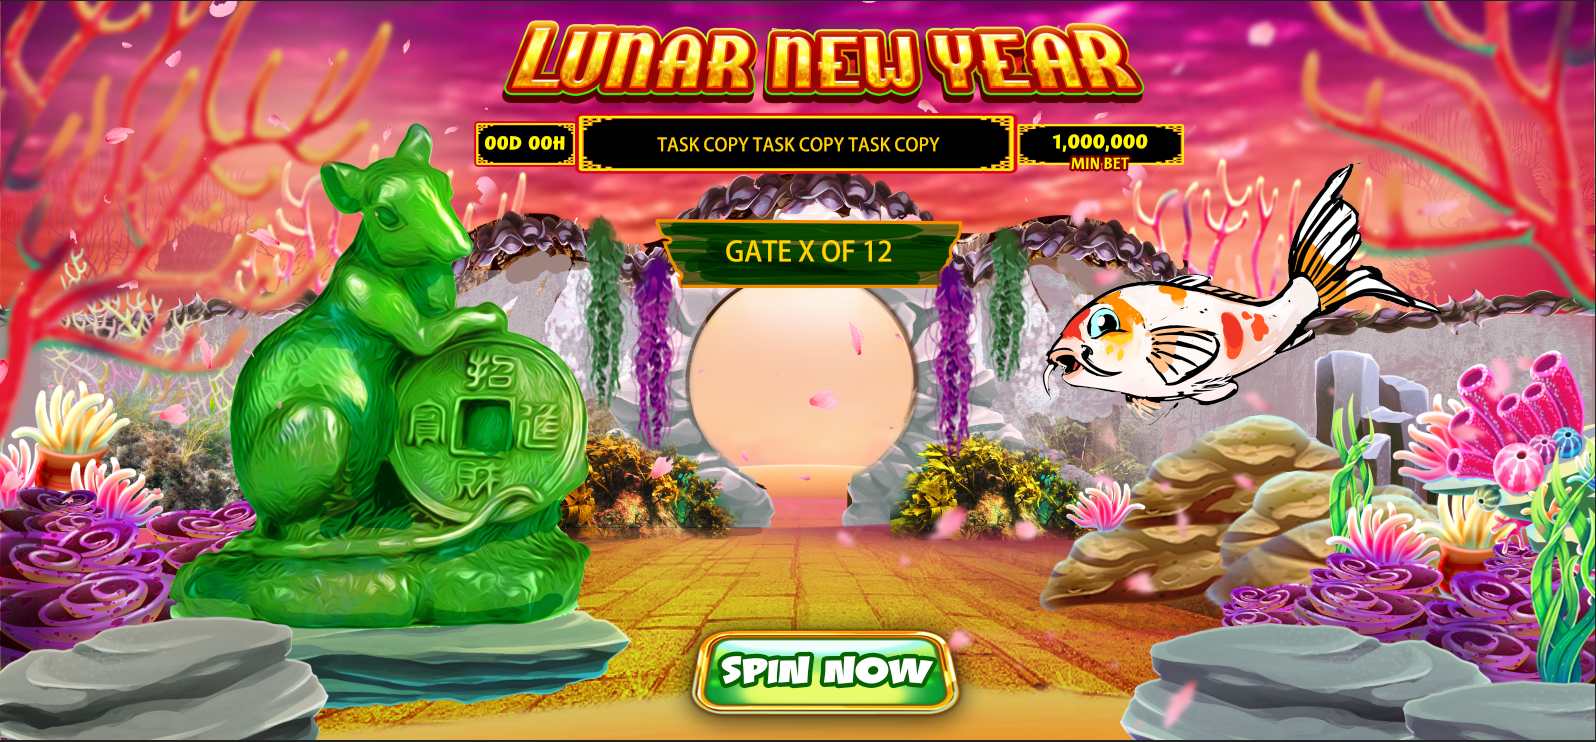 LUNAR NEW YEAR
00D 00H
TASK COPY TASK COPY TASK COPY
1,000,000
MIN BET
GATE X OF 12
招
貝 進
財
SPIN NOW